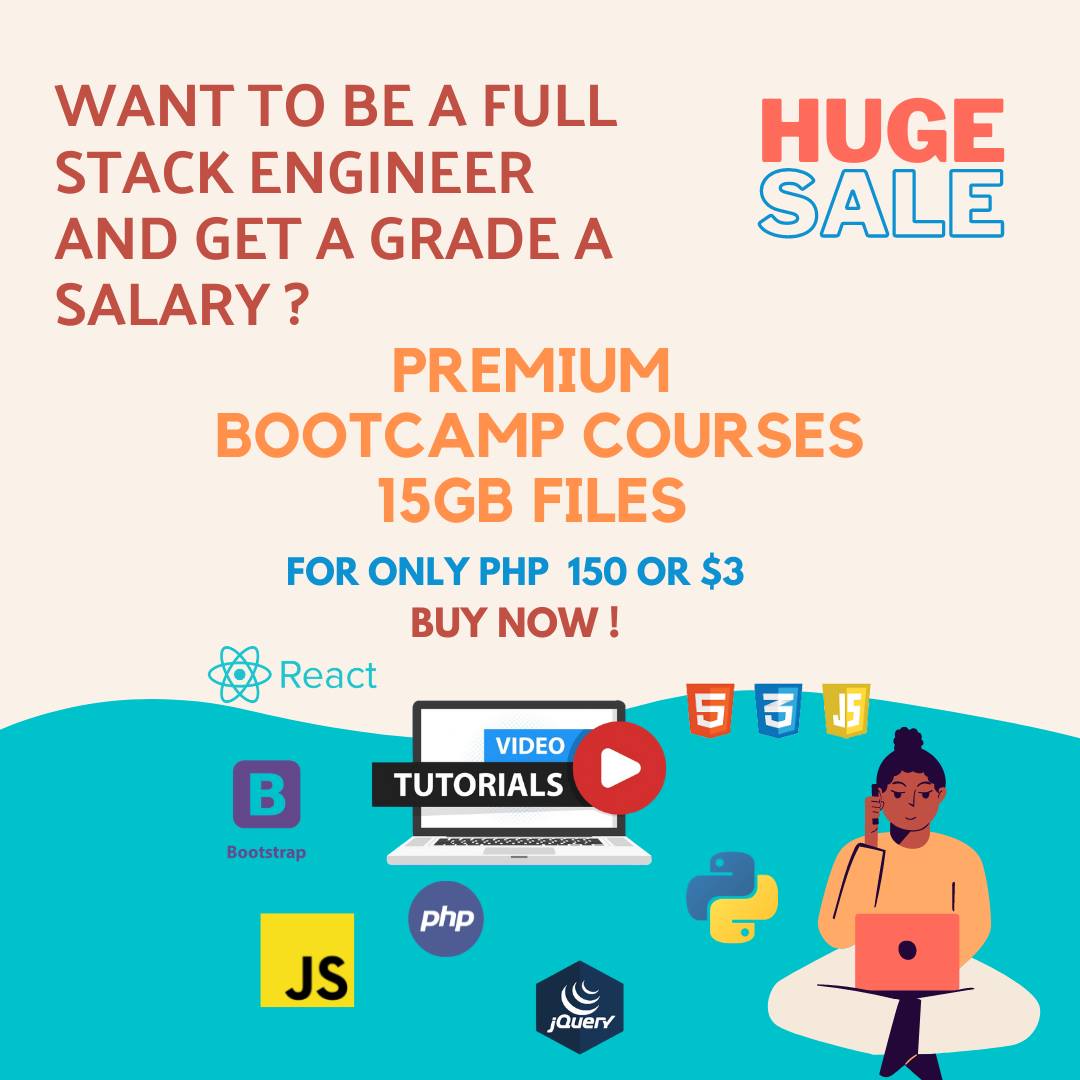 WANT TO BE A FULL
STACK ENGINEER
AND GET A GRADE A
SALARY ?
HUGE
SALE
PREMIUM
BOOTCAMP COURSES
15GB FILES
FOR ONLY PHP 150 OR $3
BUY NOW !
React
5
3
JS
VIDEO
TUTORIALS
B
Bootstrap
php
JS
jQuery